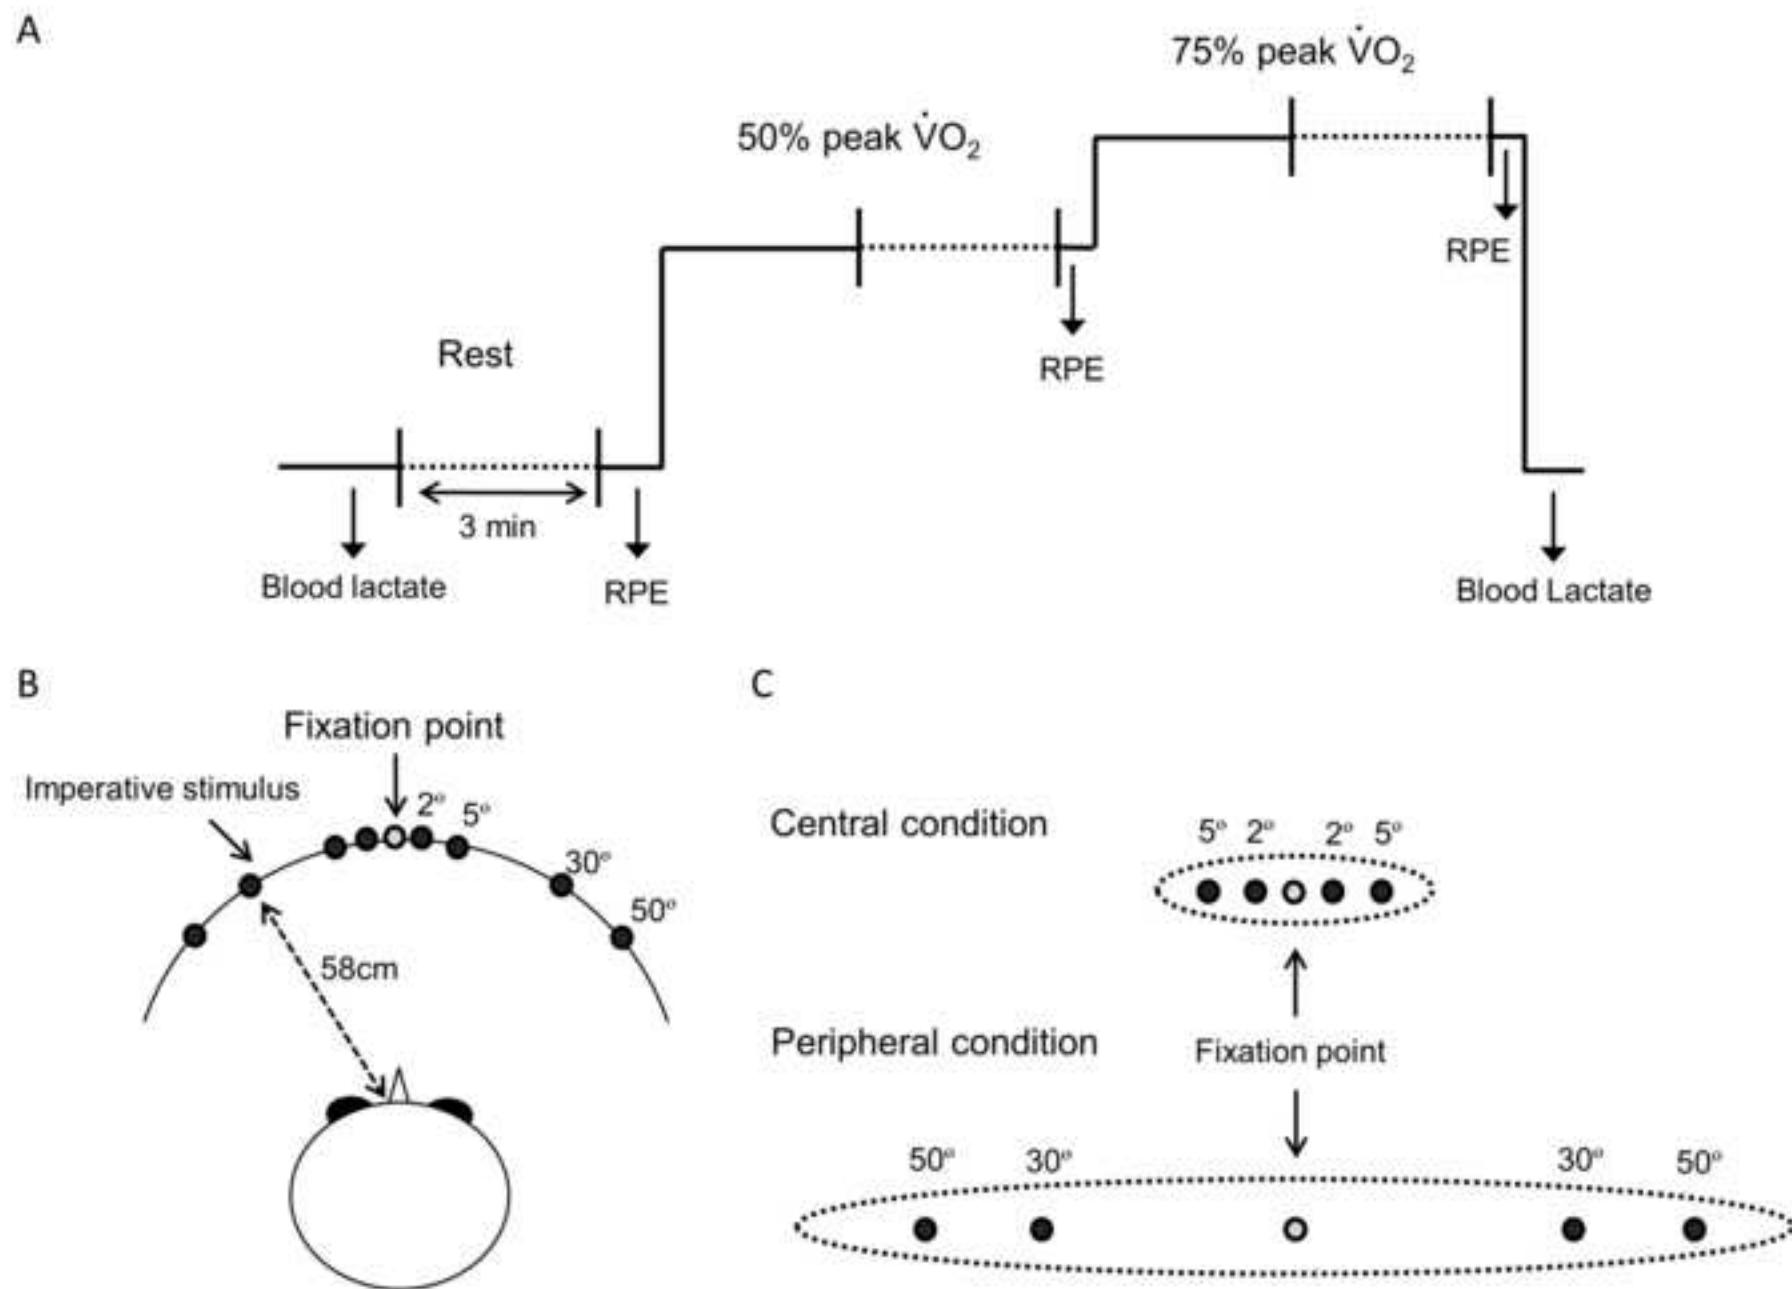 A
75% peak V̇O₂
50% peak V̇O₂
RPE
Rest
RPE
3 min
Blood lactate
RPE
Blood Lactate
B
Fixation point
Imperative stimulus
2°
5°
30°
50°
58cm
C
Central condition
5° 2° 2° 5°
Peripheral condition
Fixation point
50° 30° 30° 50°